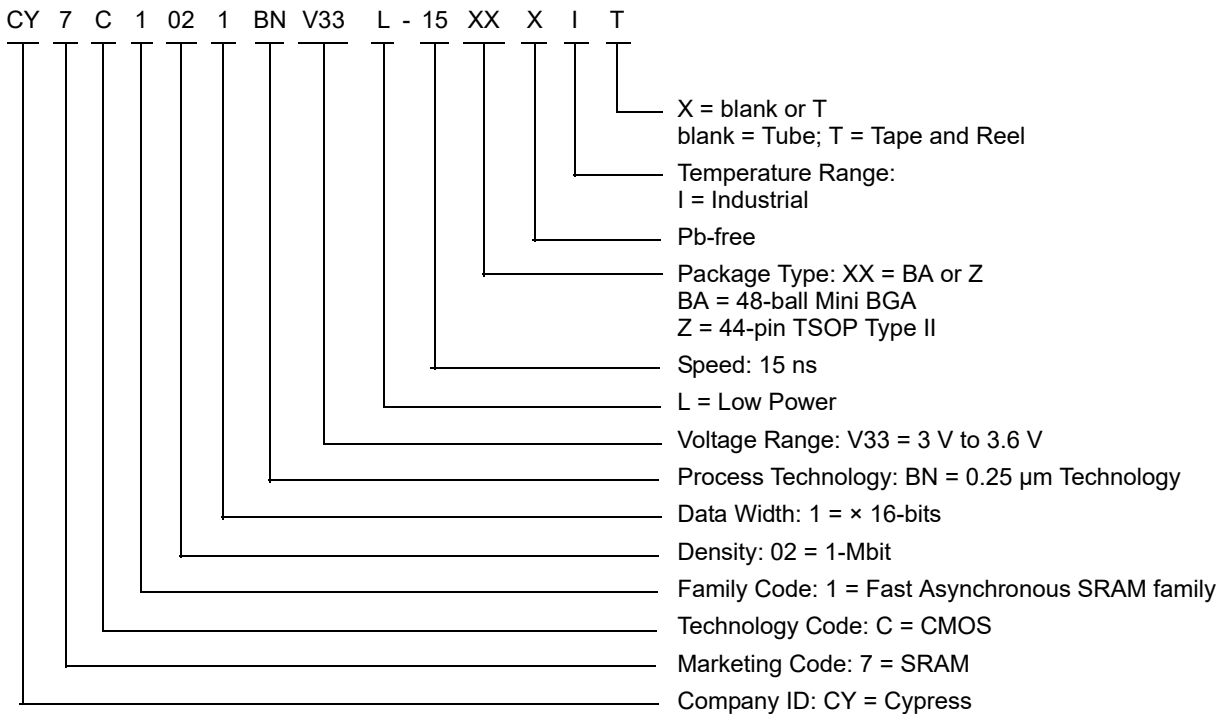 CY 7 C 1 02 1 BN V33 L - 15 XX X I T
X = blank or T
blank = Tube; T = Tape and Reel
Temperature Range:
I = Industrial
Pb-free
Package Type: XX = BA or Z
BA = 48-ball Mini BGA
Z = 44-pin TSOP Type II
Speed: 15 ns
L = Low Power
Voltage Range: V33 = 3 V to 3.6 V
Process Technology: BN = 0.25 µm Technology
Data Width: 1 = × 16-bits
Density: 02 = 1-Mbit
Family Code: 1 = Fast Asynchronous SRAM family
Technology Code: C = CMOS
Marketing Code: 7 = SRAM
Company ID: CY = Cypress